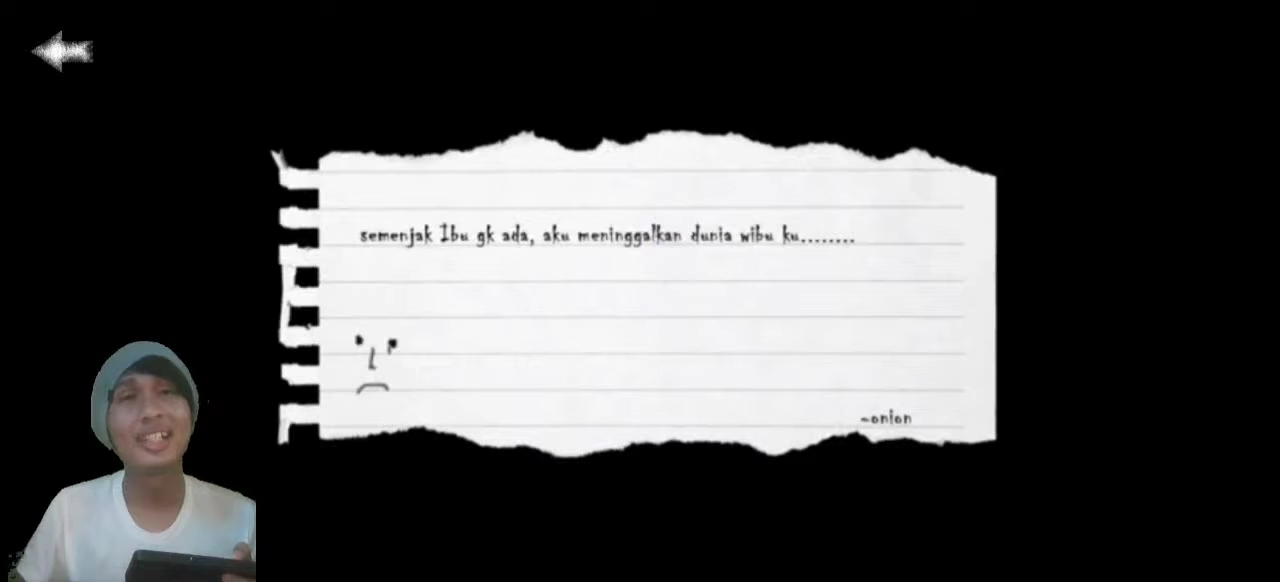 semenjak Ibu gk ada, aku meninggalkan dunia wibu ku........
~onion